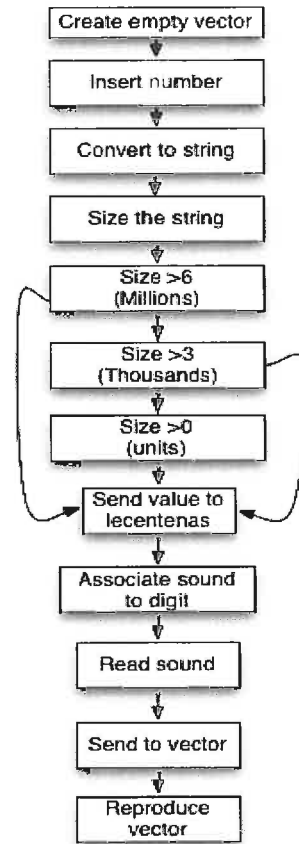 Create empty vector
Insert number
Convert to string
Size the string
Size >6
(Millions)
Size >3
(Thousands)
Size >0
(units)
Send value to
lecentenas
Associate sound
to digit
Read sound
Send to vector
Reproduce
vector